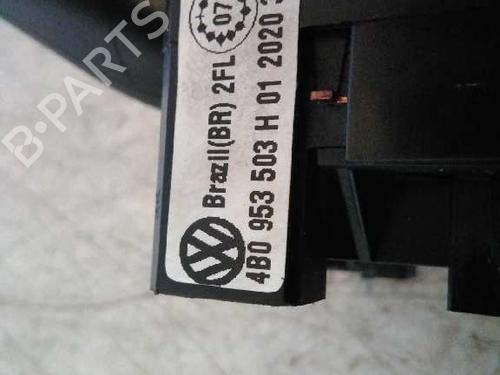 07
Brazil(BR) 2FL
4B0 953 503 H 01 2020
B-PARTS